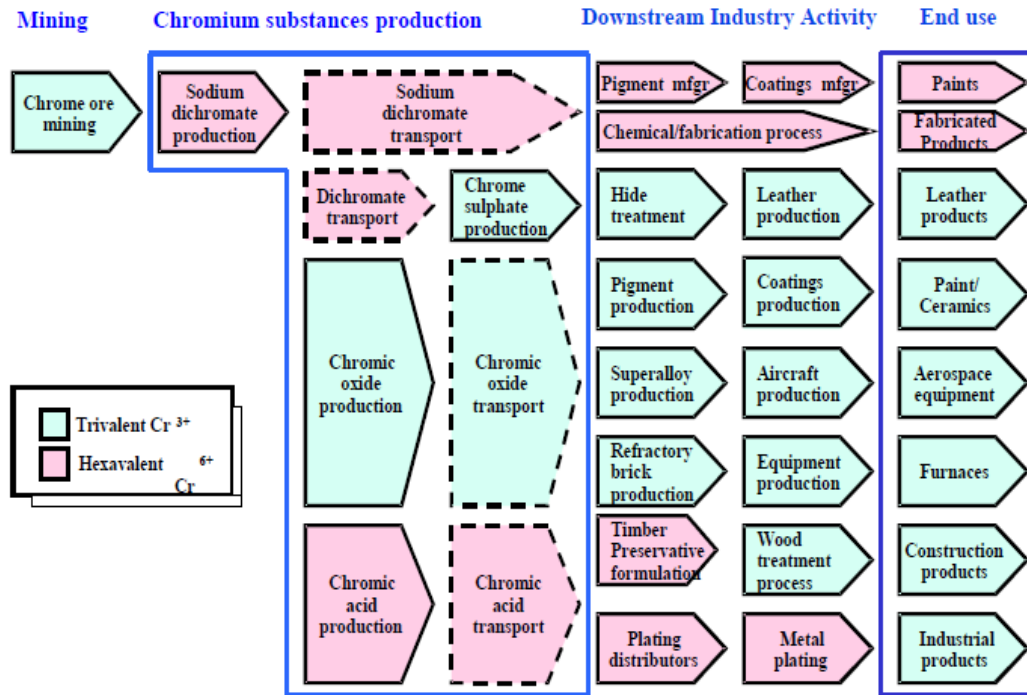 Mining
Chromium substances production
Downstream Industry Activity
End use
Chrome ore
mining
Sodium
dichromate
production
Sodium
dichromate
transport
Pigment mfgr
Coatings mfgr
Paints
Chemical/fabrication process
Fabricated
Products
Dichromate
transport
Chrome
sulphate
production
Hide
treatment
Leather
production
Leather
products
Chromic
oxide
production
Chromic
oxide
transport
Pigment
production
Coatings
production
Paint/
Ceramics
Superalloy
production
Aircraft
production
Aerospace
equipment
Refractory
brick
production
Equipment
production
Furnaces
Trivalent Cr 3+
Hexavalent 6+
Cr
Chromic
acid
production
Chromic
acid
transport
Timber
Preservative
formulation
Wood
treatment
process
Construction
products
Plating
distributors
Metal
plating
Industrial
products